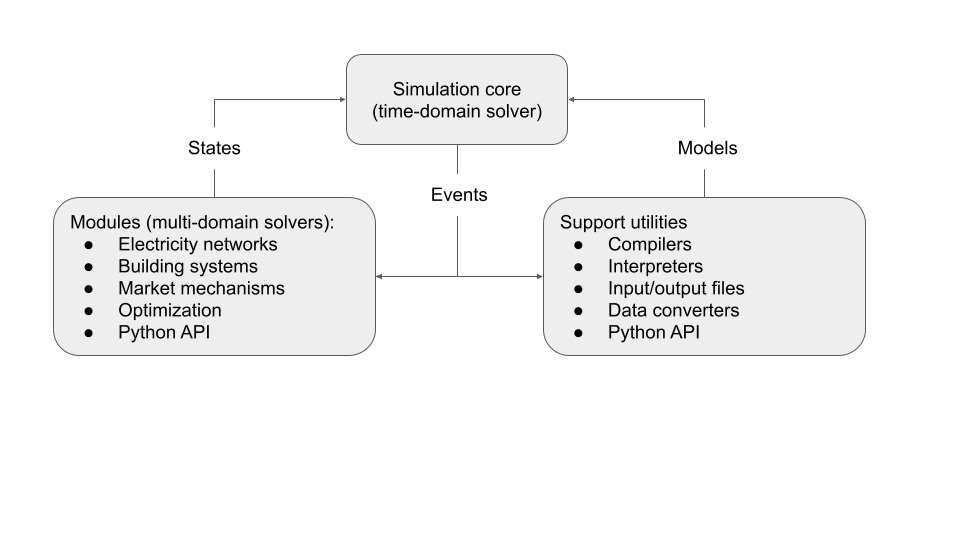 Simulation core
(time-domain solver)
States
Models
Events
Modules (multi-domain solvers):
● Electricity networks
● Building systems
● Market mechanisms
● Optimization
● Python API
Support utilities
● Compilers
● Interpreters
● Input/output files
● Data converters
● Python API